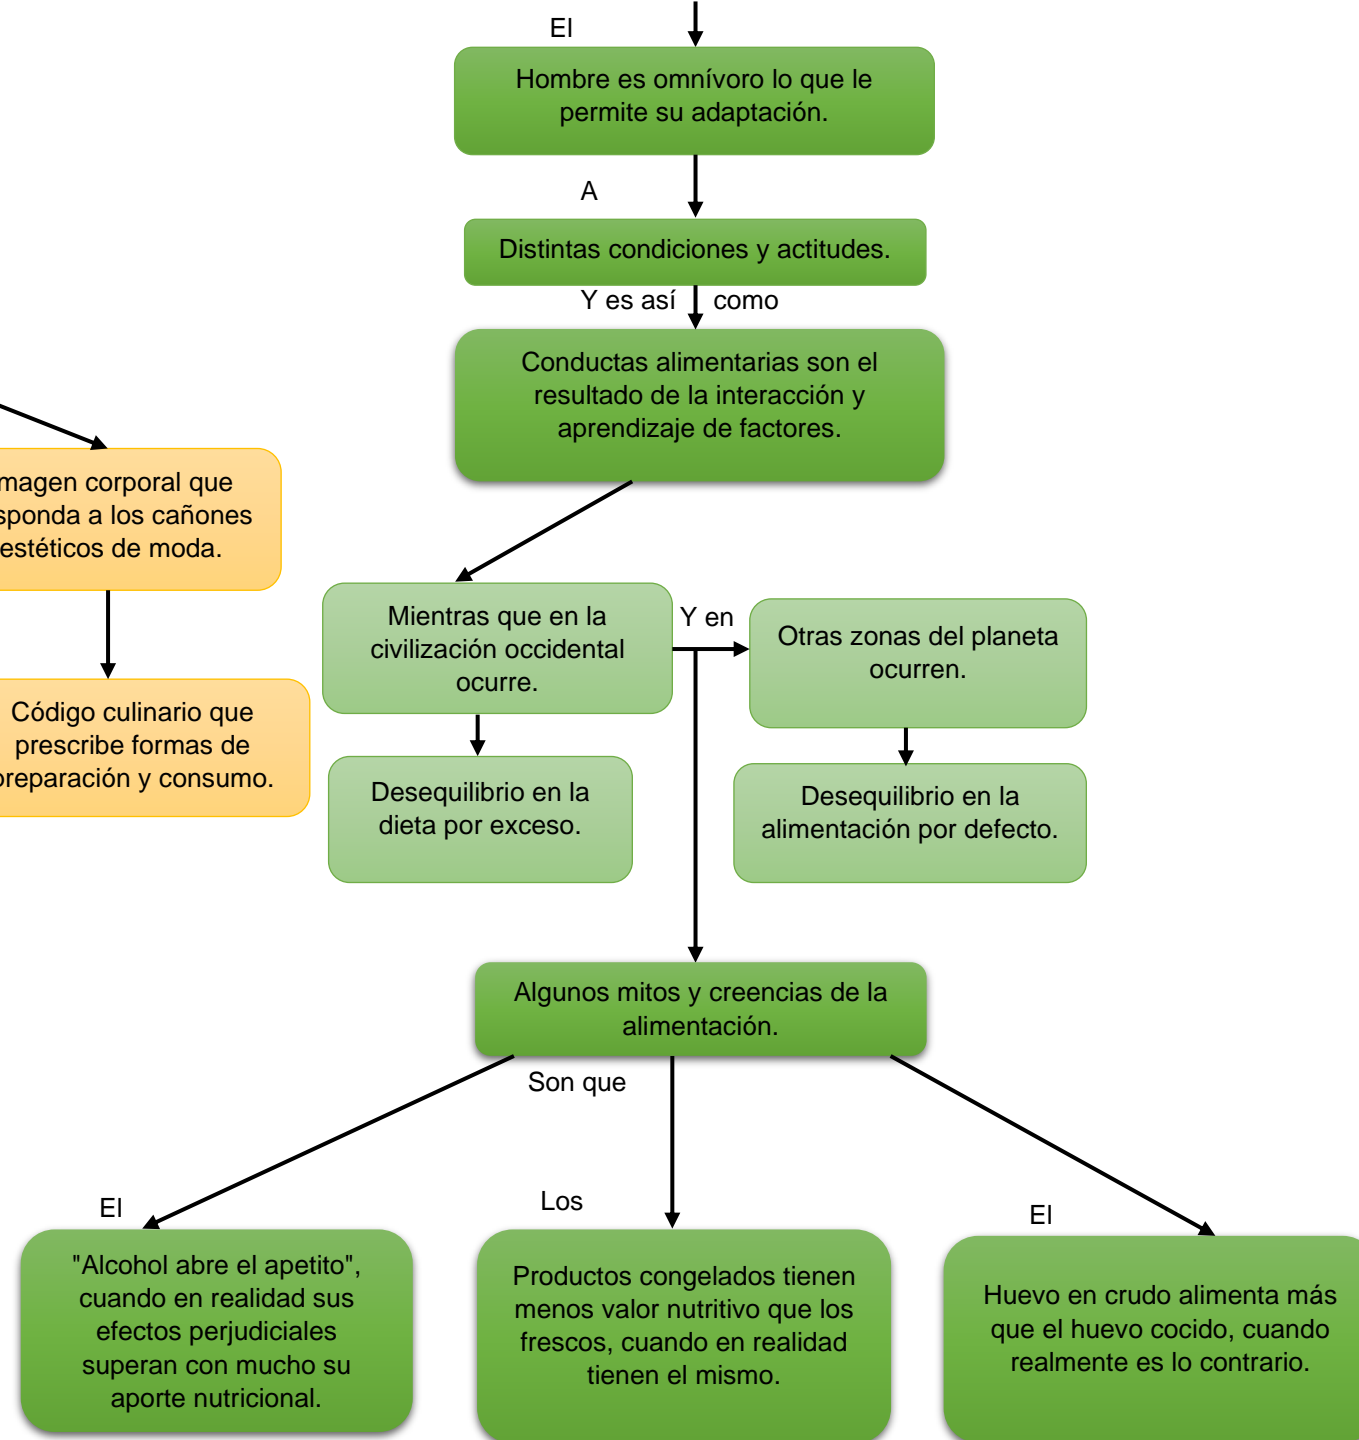 El
Hombre es omnívoro lo que le
permite su adaptación.
A
Distintas condiciones y actitudes.
Y es así como
Conductas alimentarias son el
resultado de la interacción y
aprendizaje de factores.
magen corporal que
sponda a los cañones
estéticos de moda.
Código culinario que
prescribe formas de
preparación y consumo.
Mientras que en la
civilización occidental
ocurre.
Y en
Otras zonas del planeta
ocurren.
Desequilibrio en la
dieta por exceso.
Desequilibrio en la
alimentación por defecto.
Algunos mitos y creencias de la
alimentación.
Son que
El
"Alcohol abre el apetito",
cuando en realidad sus
efectos perjudiciales
superan con mucho su
aporte nutricional.
Los
Productos congelados tienen
menos valor nutritivo que los
frescos, cuando en realidad
tienen el mismo.
El
Huevo en crudo alimenta más
que el huevo cocido, cuando
realmente es lo contrario.